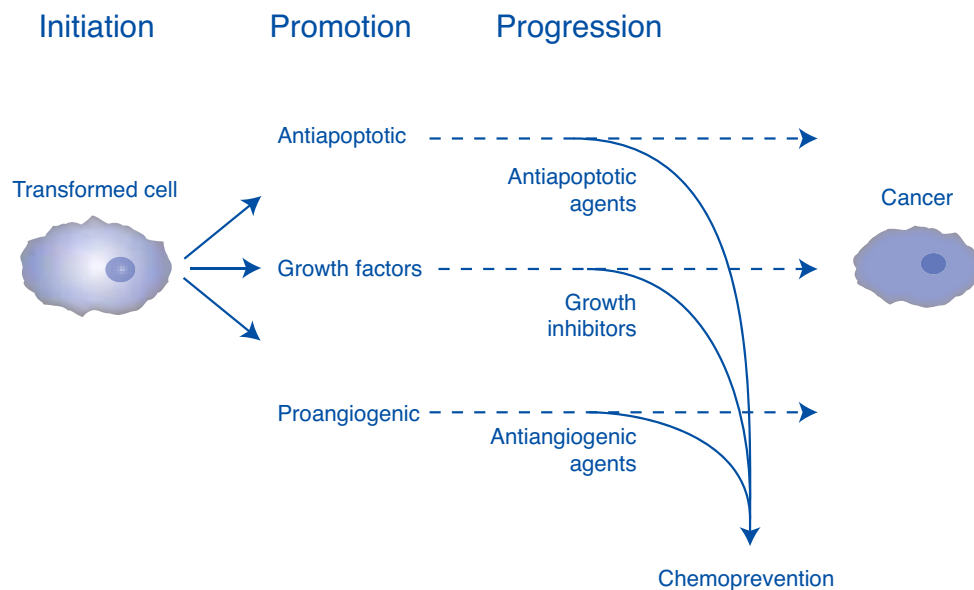 Initiation
Promotion
Progression
Antiapoptotic
Antiapoptotic
agents
Transformed cell
Cancer
Growth factors
Growth
inhibitors
Proangiogenic
Antiangiogenic
agents
Chemoprevention